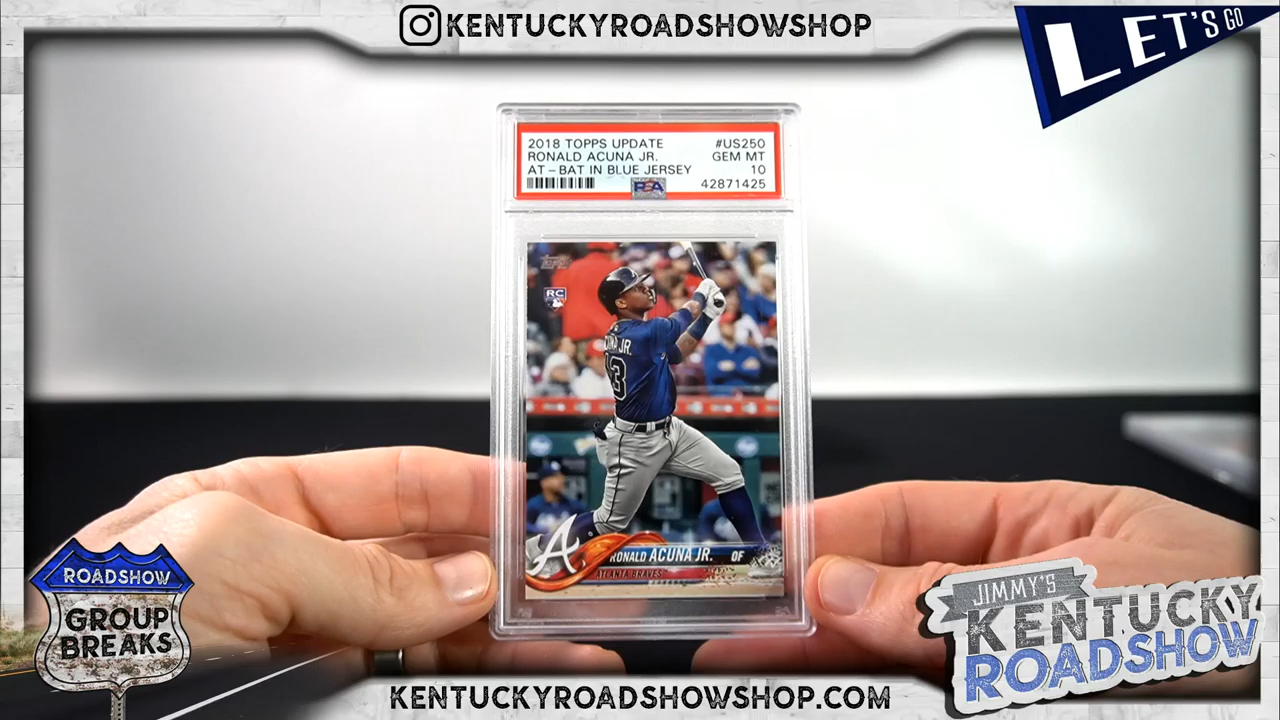 KENTUCKYROADSHOWSHOP
LET'S GO
2018 TOPPS UPDATE #US250
RONALD ACUNA JR. GEM MT
AT-BAT IN BLUE JERSEY 10
PSA 42871425
TOPPS
RC
ACUNA JR.
13
RONALD ACUNA JR. OF
ATLANTA BRAVES
ROADSHOW
GROUP
BREAKS
JIMMY'S
KENTUCKY
ROADSHOW
KENTUCKYROADSHOWSHOP.COM